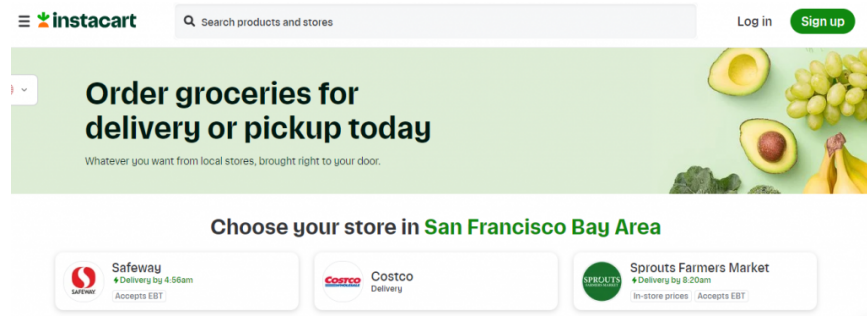 instacart
Search products and stores
Log in
Sign up
Order groceries for
delivery or pickup today
Whatever you want from local stores, brought right to your door.
Choose your store in San Francisco Bay Area
SAFEWAY
Safeway
Delivery by 4:56am
Accepts EBT
COSTCO
Costco
Delivery
SPROUTS
Sprouts Farmers Market
Delivery by 8:20am
In-store prices
Accepts EBT